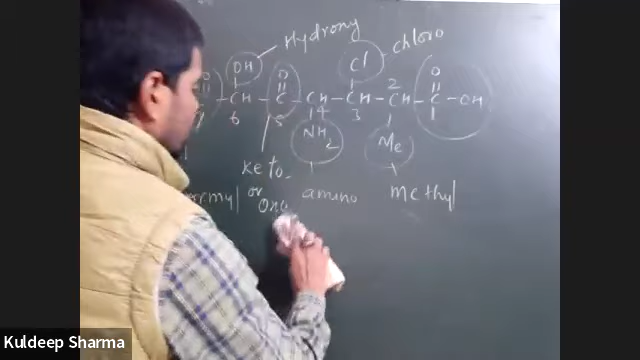 Hydroxy
chloro
OH Cl
O O 2 O
CH - C - CH - CH - CH - C - OH
6 5 4 3 1
NH2 Me
keto
or amino methyl
oxo
Kuldeep Sharma